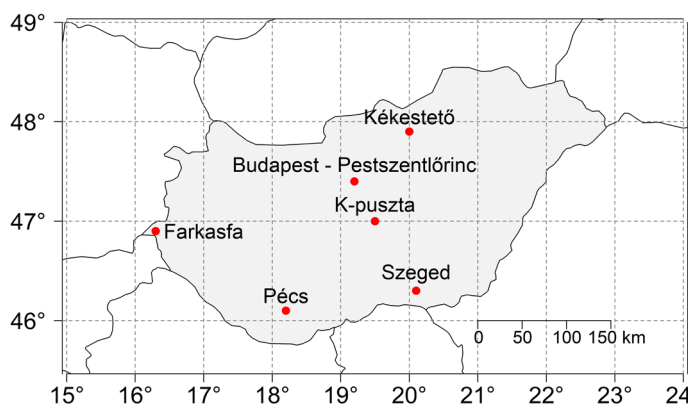 49°
48°
Kékestető
Budapest - Pestszentlőrinc
K-puszta
47°
Farkasfa
Szeged
Pécs
46°
0 50 100 150 km
15° 16° 17° 18° 19° 20° 21° 22° 23° 24